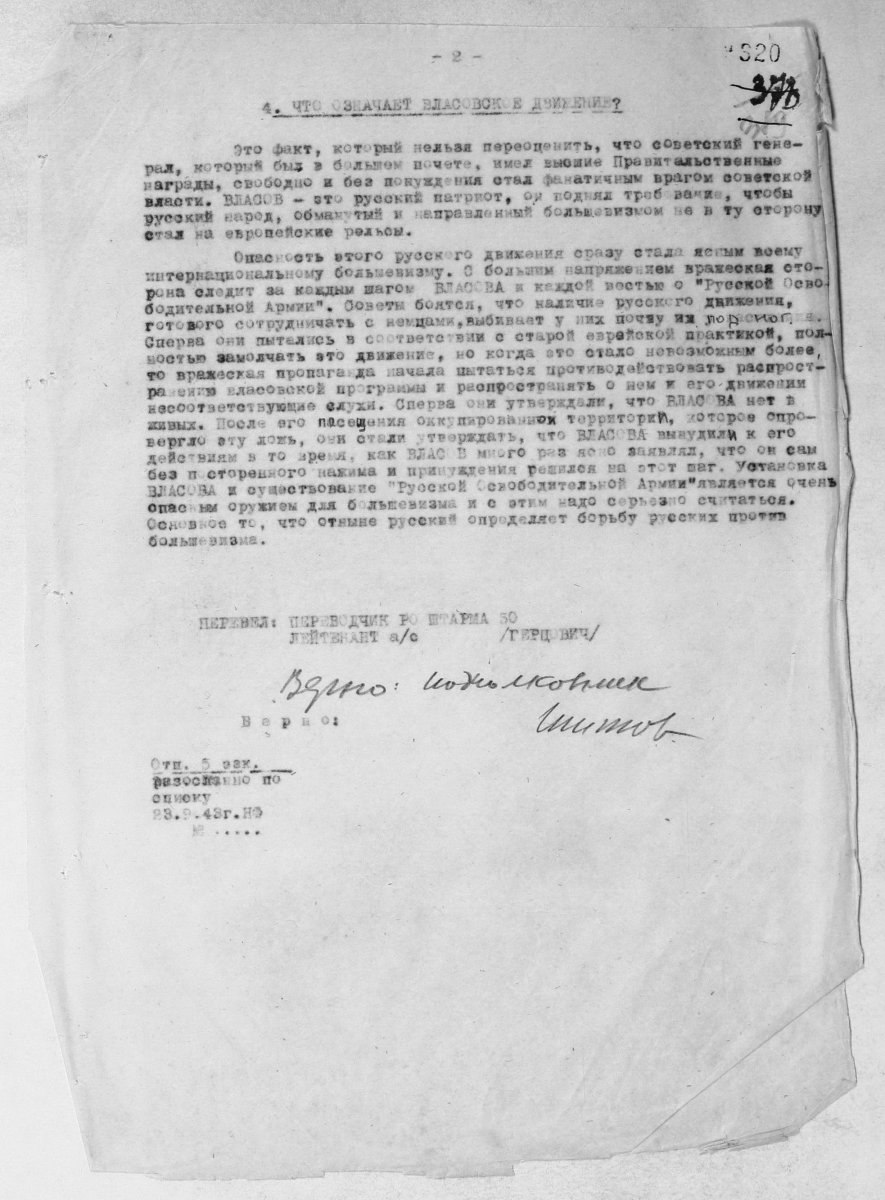 - 2 -
320
4. ЧТО ОЗНАЧАЕТ ВЛАСОВСКОЕ ДВИЖЕНИЕ?
Это факт, который нельзя переоценить, что советский гене-
рал, который был в большем почете, имел высшие Правительственные
награды, свободно и без понуждения стал фанатичным врагом советской
власти. ВЛАСОВ - это русский патриот, он поднял требование, чтобы
русский народ, обманутый и направленный большевизмом не в ту сторону
стал на европейские рельсы.
Опасность этого русского движения сразу стала ясным всему
интернациональному большевизму. С большим напряжением вражеская сто-
рона следит за каждым шагом ВЛАСОВА и каждой востью о "Русской Осво-
бодительной Армии". Советы боятся, что наличие русского движения,
готового сотрудничать с немцами, выбивает у них почву из под ног.
Сперва они пытались в соответствии с старой еврейской практикой, пол-
ностью замолчать это движение, но когда это стало невозможным более,
то вражеская пропаганда начала пытаться противодействовать распрост-
ранению власовской программы и распространять о нем и его движении
несоответствующие слухи. Сперва они утверждали, что ВЛАСОВА нет в
живых. После его посещения оккупированной территории, которое опро-
вергло эту ложь, они стали утверждать, что ВЛАСОВА вынудили к его
действиям в то время, как ВЛАСОВ много раз ясно заявлял, что он сам
без посторенного нажима и принуждения решился на этот шаг. Установка
ВЛАСОВА и существование "Русской Освободительной Армии" является очень
опасным оружием для большевизма и с этим надо серьезно считаться.
Основное то, что отныне русский определяет борьбу русских против
большевизма.
ПЕРЕВЕЛ: ПЕРЕВОДЧИК РО ШТАРМА 30
ЛЕЙТЕНАНТ а/с /ГЕРЦОВИЧ/
Верно: подполковник
Верно:
Отп. 5 экз.
разослано по
списку
23.9.43г.НФ
№ .....